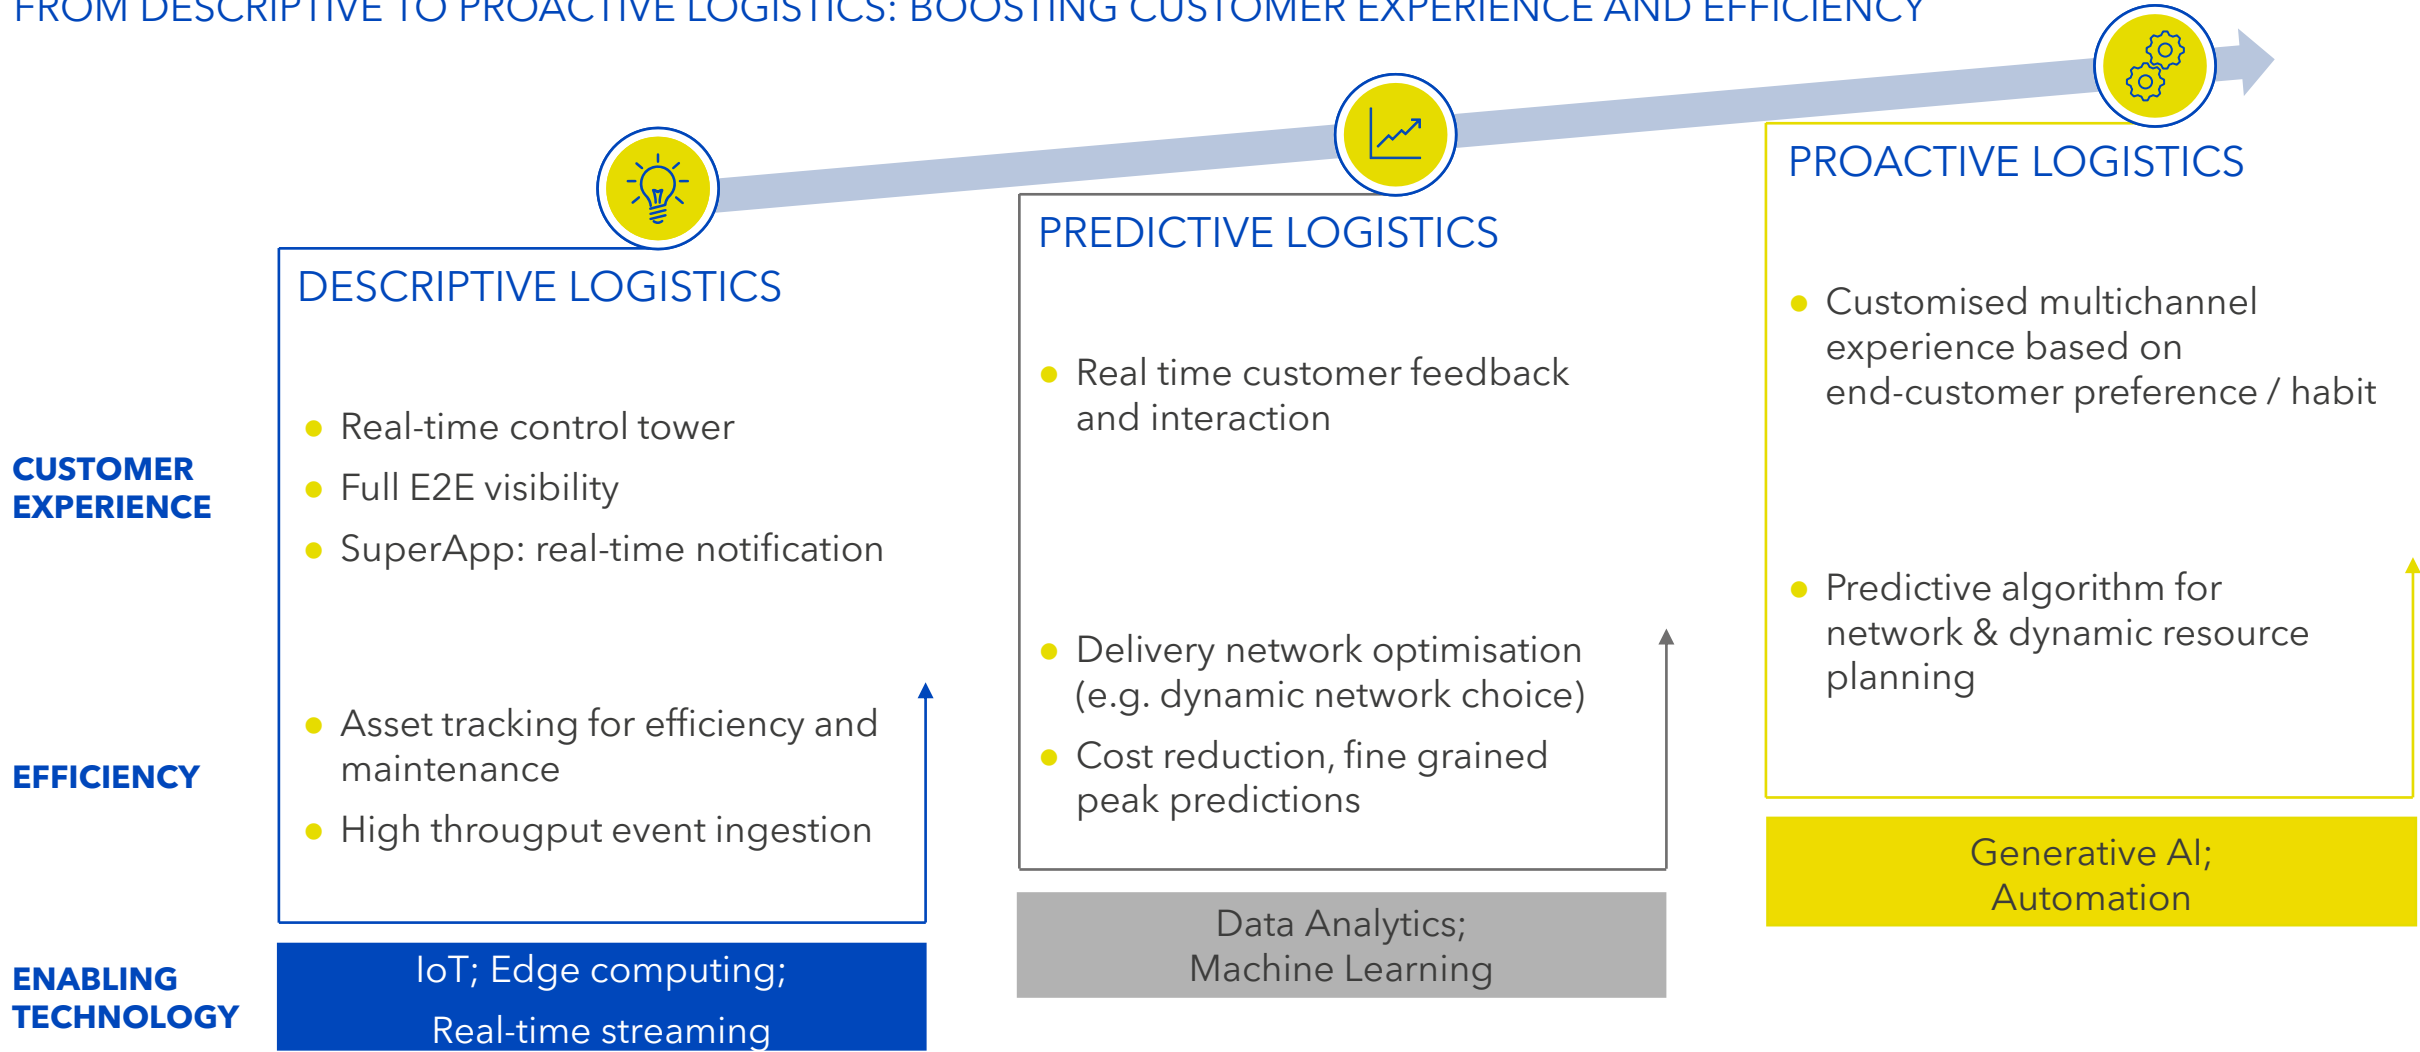 FROM DESCRIPTIVE TO PROACTIVE LOGISTICS: BOOSTING CUSTOMER EXPERIENCE AND EFFICIENCY
DESCRIPTIVE LOGISTICS
PREDICTIVE LOGISTICS
PROACTIVE LOGISTICS
CUSTOMER
EXPERIENCE
Real-time control tower
Full E2E visibility
SuperApp: real-time notification
Real time customer feedback
and interaction
Customised multichannel
experience based on
end-customer preference / habit
EFFICIENCY
Asset tracking for efficiency and
maintenance
High througput event ingestion
Delivery network optimisation
(e.g. dynamic network choice)
Cost reduction, fine grained
peak predictions
Predictive algorithm for
network & dynamic resource
planning
ENABLING
TECHNOLOGY
IoT; Edge computing;
Real-time streaming
Data Analytics;
Machine Learning
Generative AI;
Automation